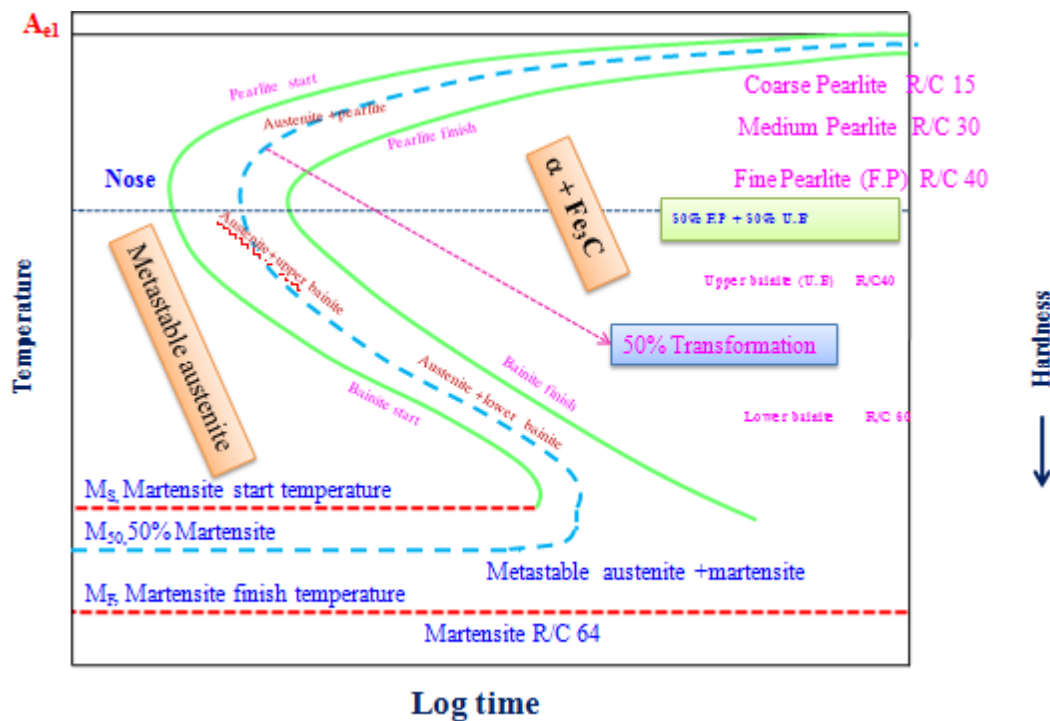 Ae1
Pearlite start
Austenite +pearlite
Pearlite finish
Coarse Pearlite R/C 15
Medium Pearlite R/C 30
Fine Pearlite (F.P) R/C 40
Nose
α + Fe3C
50% F.P + 50% U.B
Austenite+upper bainite
Metastable austenite
Upper bainite (U.B) R/C40
50% Transformation
Temperature
Hardness
Bainite start
Austenite +lower bainite
Bainite finish
Lower bainite R/C 60
MS, Martensite start temperature
M50,50% Martensite
Metastable austenite +martensite
MF, Martensite finish temperature
Martensite R/C 64
Log time